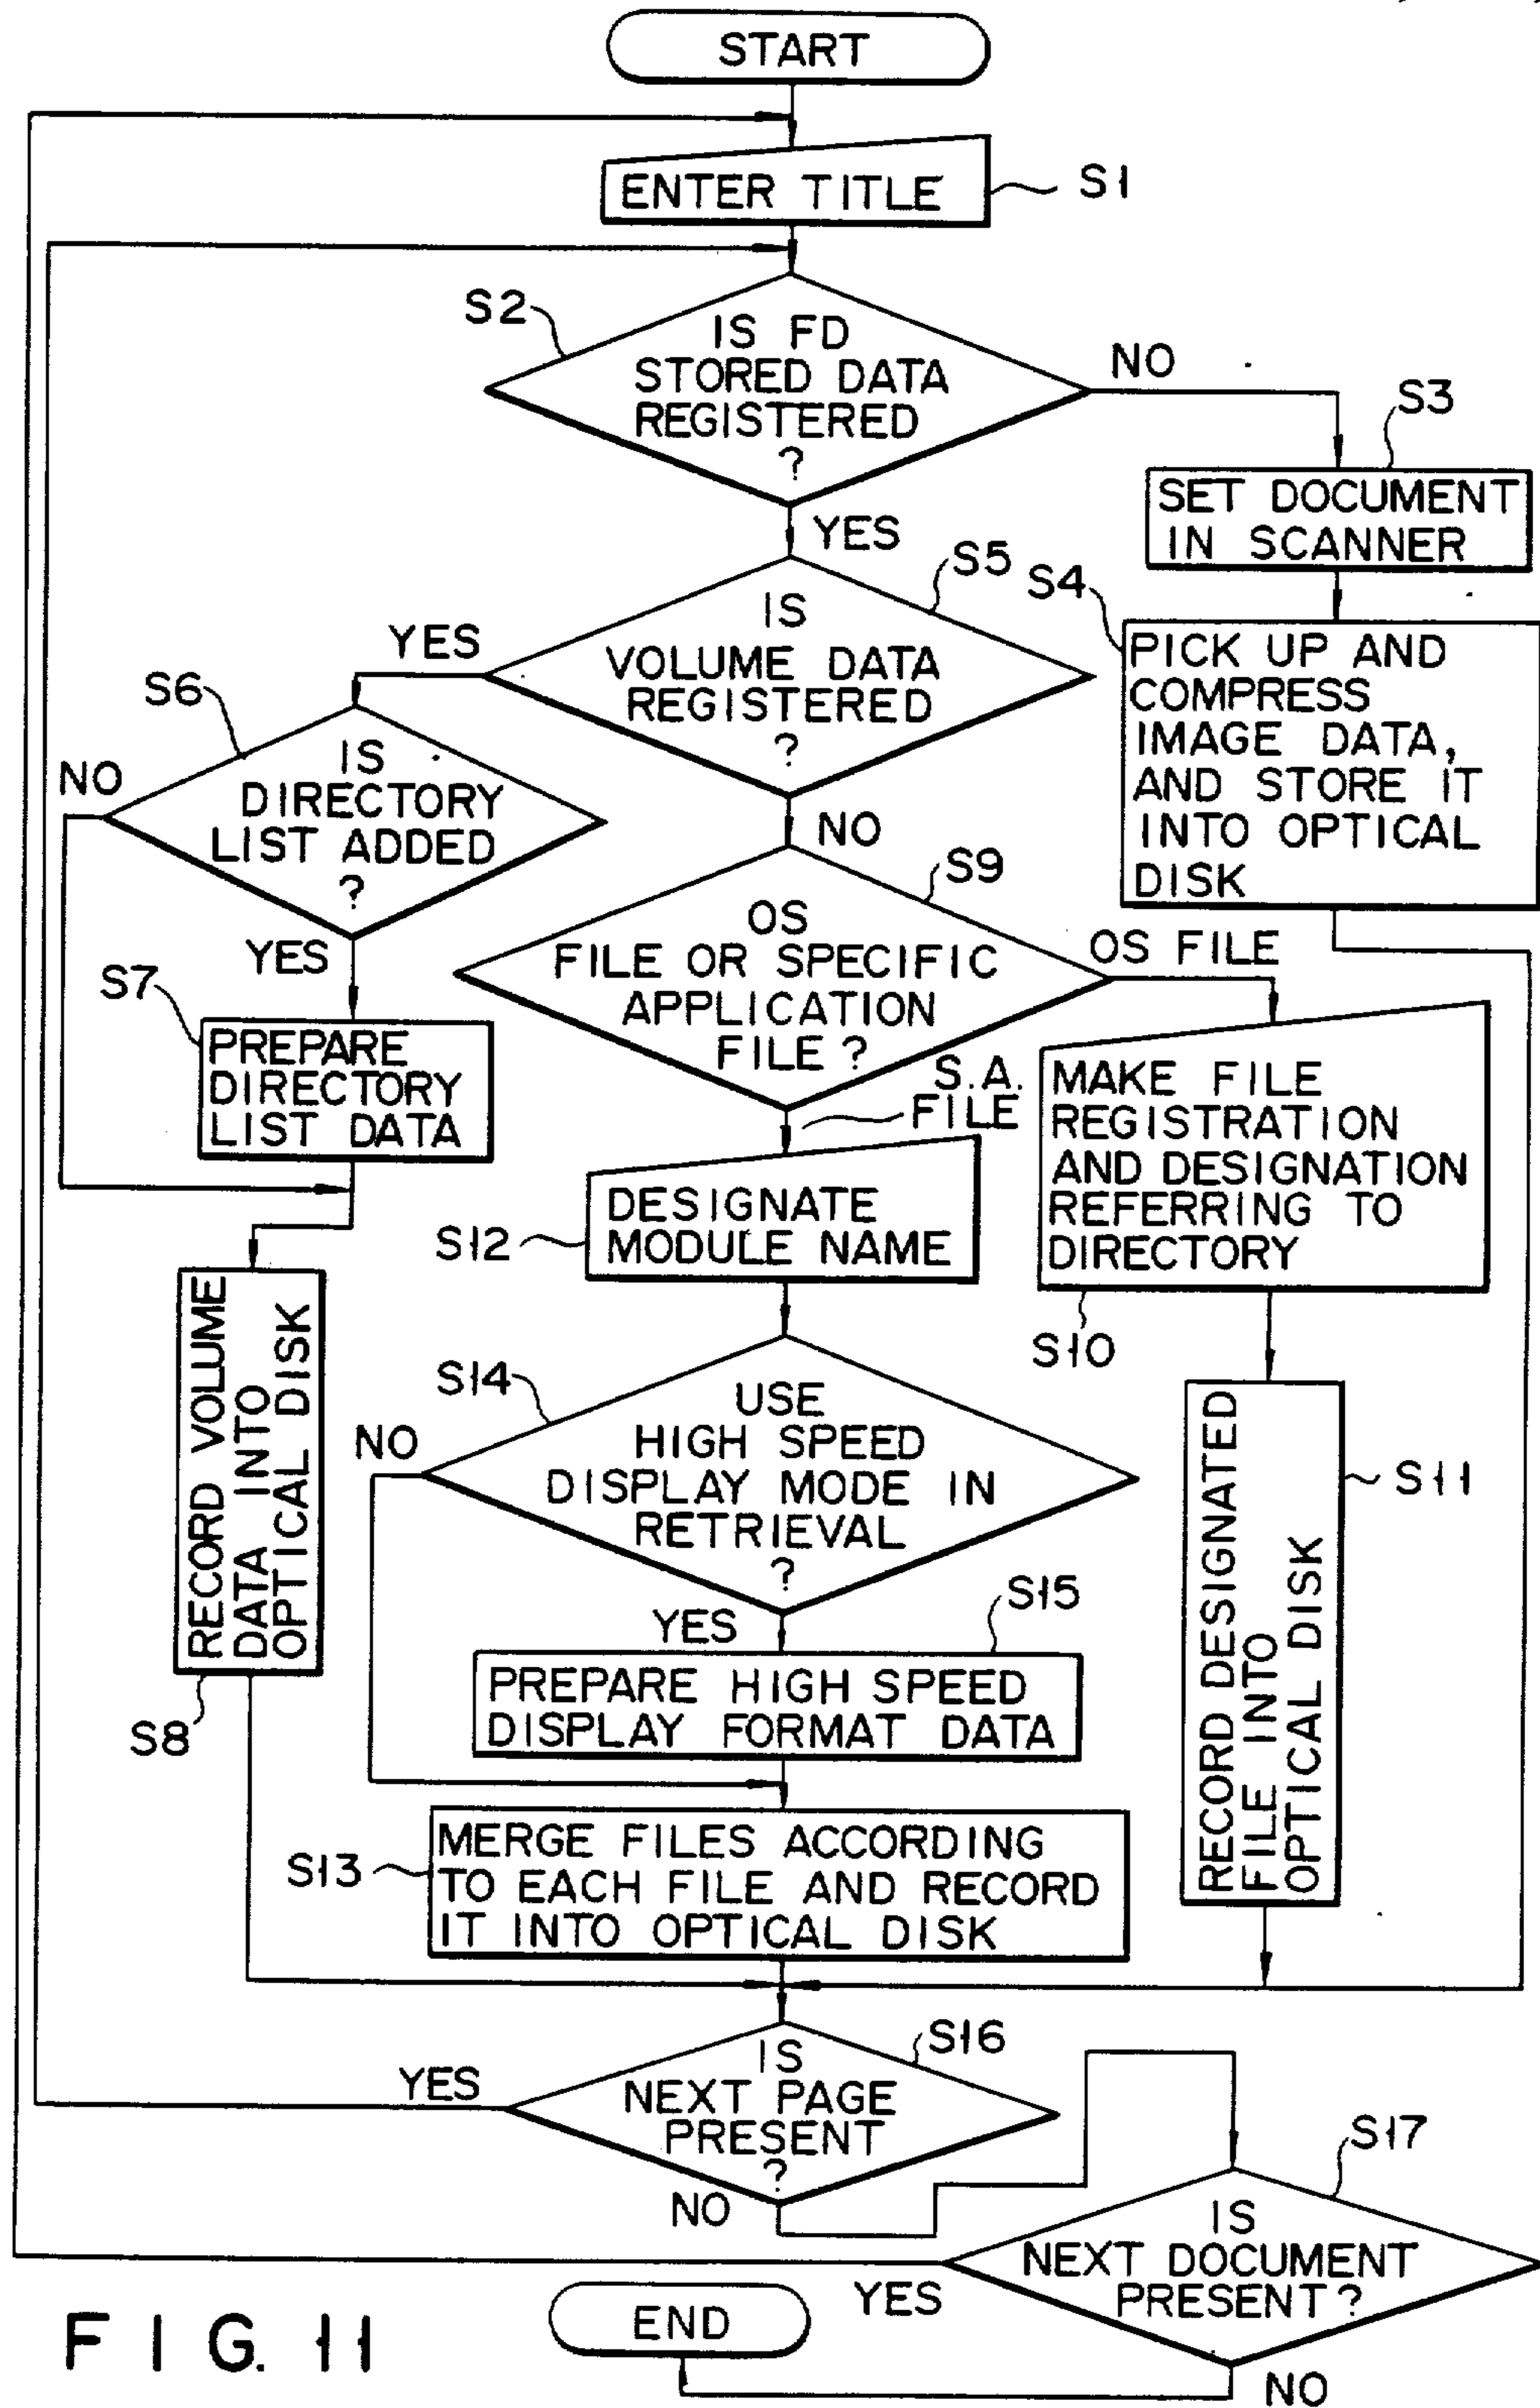 START
ENTER TITLE
S1
S2
IS FD
STORED DATA
REGISTERED
?
NO
YES
S3
SET DOCUMENT
IN SCANNER
S4
PICK UP AND
COMPRESS
IMAGE DATA,
AND STORE IT
INTO OPTICAL
DISK
S5
IS
VOLUME DATA
REGISTERED
?
YES
NO
S6
IS
DIRECTORY
LIST ADDED
?
NO
YES
S7
PREPARE
DIRECTORY
LIST DATA
RECORD VOLUME
DATA INTO
OPTICAL DISK
S8
S9
OS
FILE OR SPECIFIC
APPLICATION
FILE?
OS FILE
S.A.
FILE
MAKE FILE
REGISTRATION
AND DESIGNATION
REFERRING TO
DIRECTORY
S10
RECORD DESIGNATED
FILE INTO
OPTICAL DISK
S11
S12
DESIGNATE
MODULE NAME
S14
USE
HIGH SPEED
DISPLAY MODE IN
RETRIEVAL
?
NO
YES
S15
PREPARE HIGH SPEED
DISPLAY FORMAT DATA
S13
MERGE FILES ACCORDING
TO EACH FILE AND RECORD
IT INTO OPTICAL DISK
S16
IS
NEXT PAGE
PRESENT
?
YES
NO
S17
IS
NEXT DOCUMENT
PRESENT?
YES
NO
END
FIG. 11